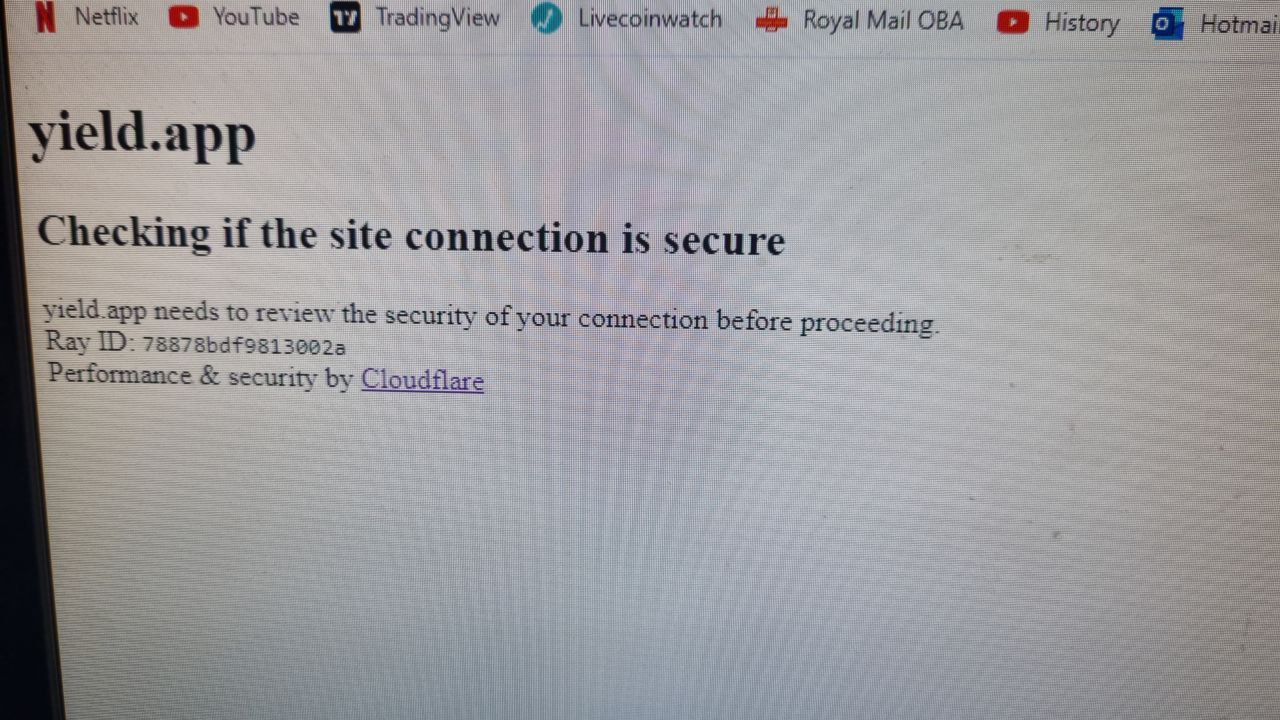 Netflix YouTube TradingView Livecoinwatch Royal Mail OBA History Hotmai
yield.app
Checking if the site connection is secure
yield.app needs to review the security of your connection before proceeding.
Ray ID: 78878bdf9813002a
Performance & security by Cloudflare